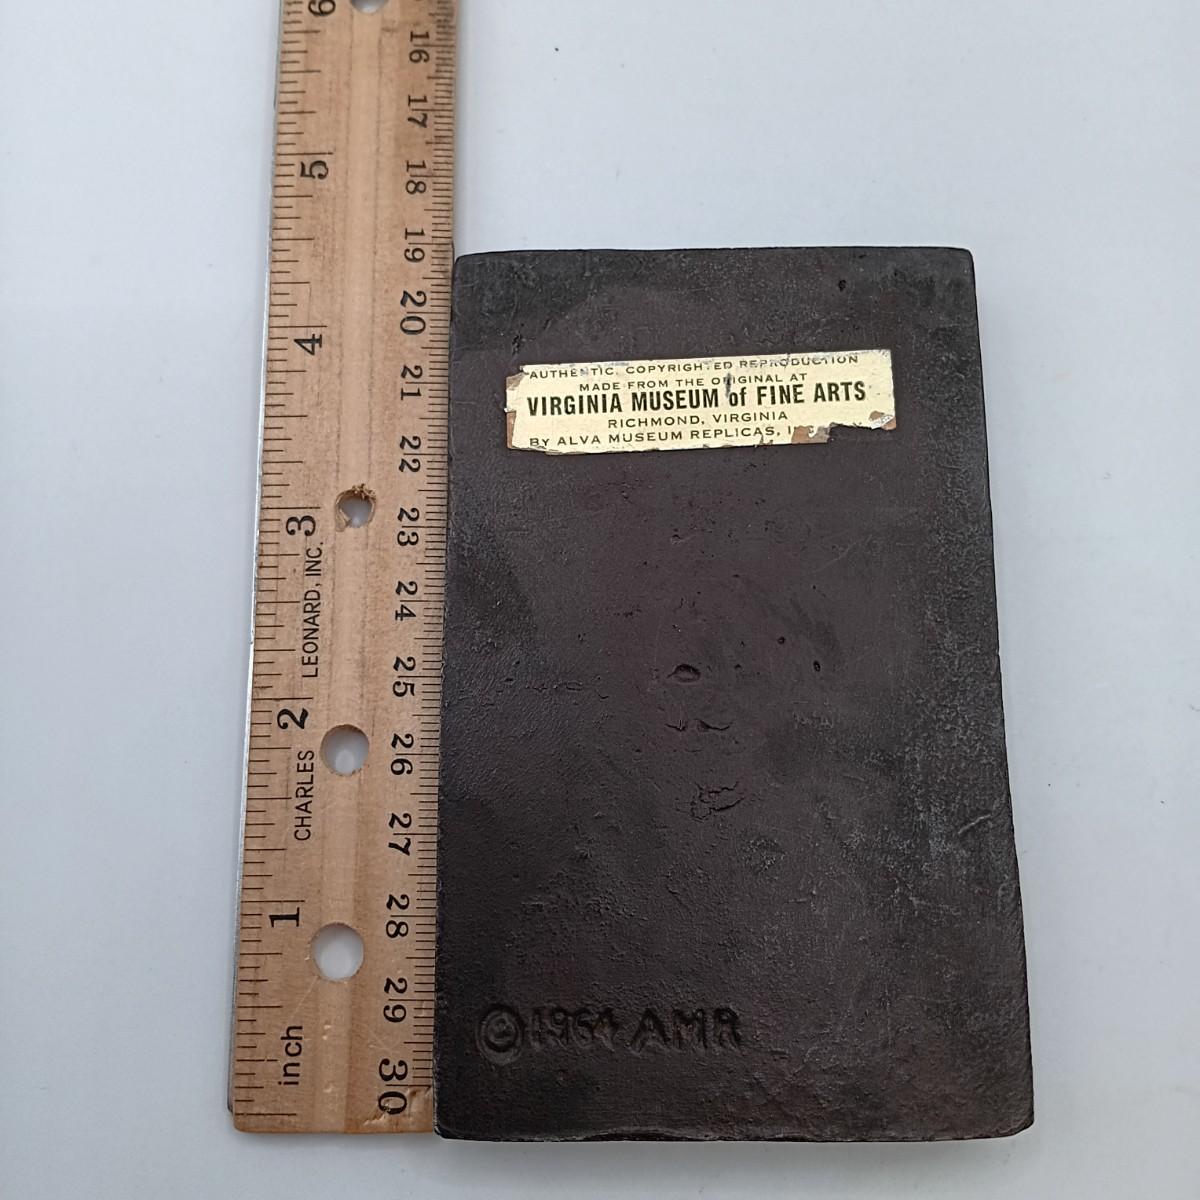 AUTHENTIC, COPYRIGHTED REPRODUCTION
MADE FROM THE ORIGINAL AT
VIRGINIA MUSEUM of FINE ARTS
RICHMOND, VIRGINIA
BY ALVA MUSEUM REPLICAS,
© 1964 AMR
6
5
4
3
2
1
inch
CHARLES LEONARD, INC.
16
17
18
19
20
21
22
23
24
25
26
27
28
29
30